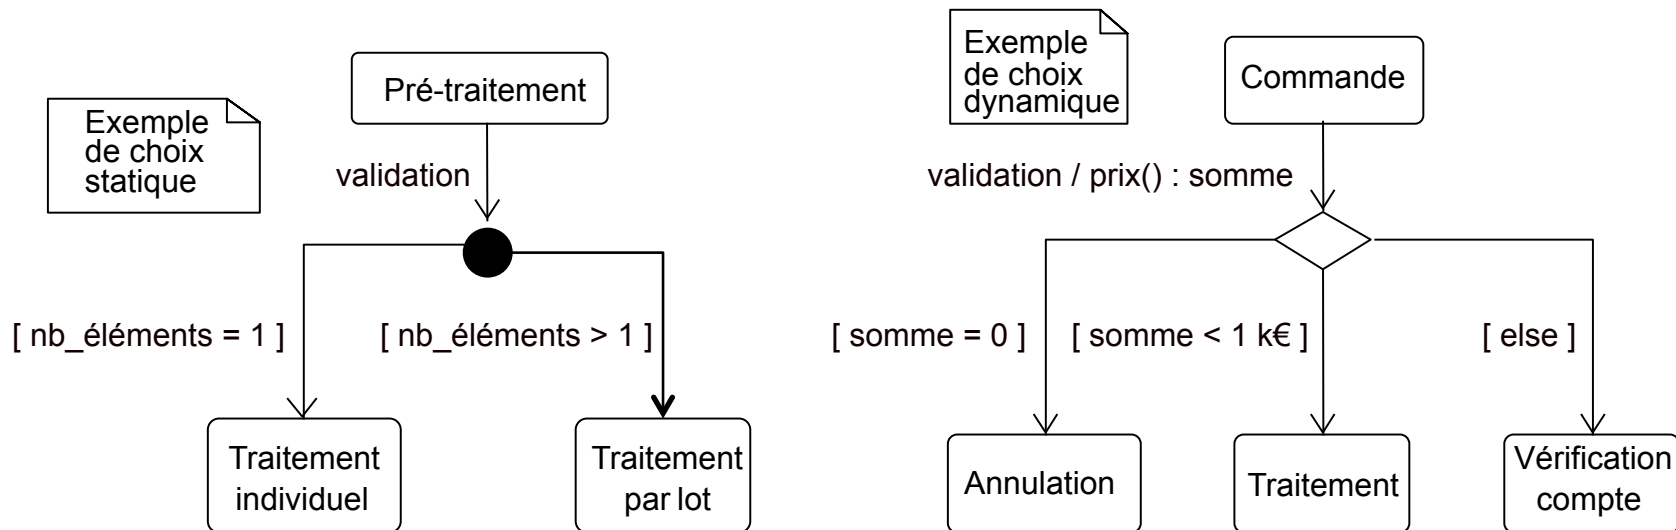 Exemple
de choix
statique
Pré-traitement
validation
[ nb_éléments = 1 ]
[ nb_éléments > 1 ]
Traitement
individuel
Traitement
par lot
Exemple
de choix
dynamique
Commande
validation / prix() : somme
[ somme = 0 ]
[ somme < 1 k€ ]
[ else ]
Annulation
Traitement
Vérification
compte